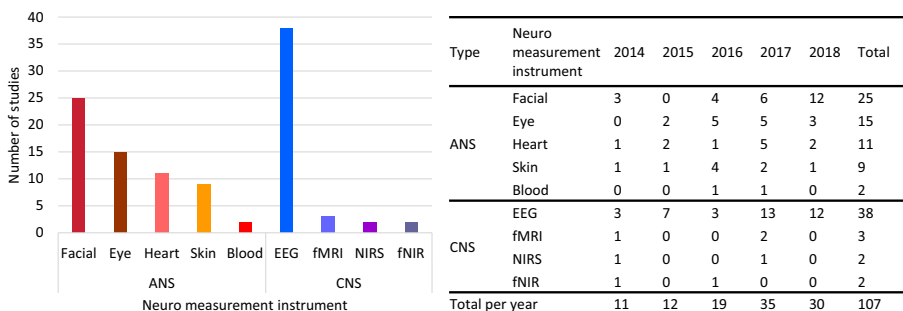 40
35
30
25
20
15
10
5
0
Number of studies
Facial Eye Heart Skin Blood EEG fMRI NIRS fNIR
ANS CNS
Neuro measurement instrument
Type Neuro measurement instrument 2014 2015 2016 2017 2018 Total
ANS
Facial 3 0 4 6 12 25
Eye 0 2 5 5 3 15
Heart 1 2 1 5 2 11
Skin 1 1 4 2 1 9
Blood 0 0 1 1 0 2
CNS
EEG 3 7 3 13 12 38
fMRI 1 0 0 2 0 3
NIRS 1 0 0 1 0 2
fNIR 1 0 1 0 0 2
Total per year 11 12 19 35 30 107